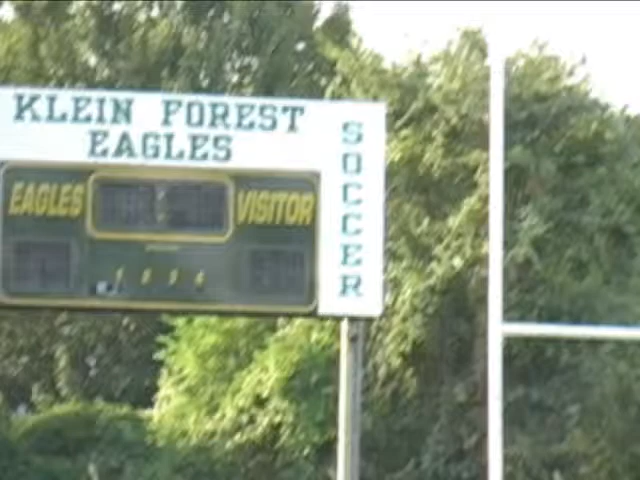 KLEIN FOREST
EAGLES
SOCCER
EAGLES
VISITOR